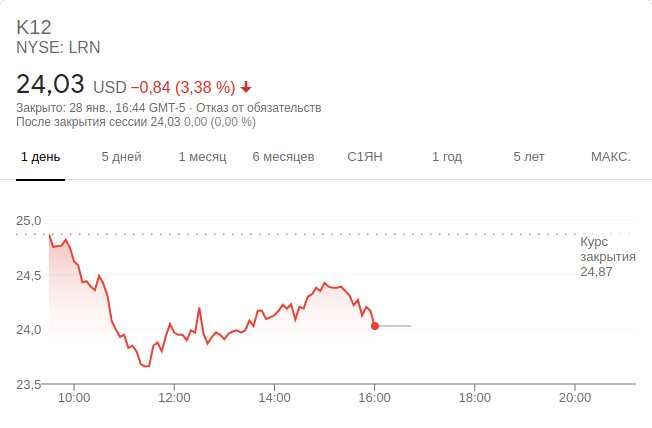 K12
NYSE: LRN
24,03 USD −0,84 (3,38 %)
Закрыто: 28 янв., 16:44 GMT-5 · Отказ от обязательств
После закрытия сессии 24,03 0,00 (0,00 %)
1 день 5 дней 1 месяц 6 месяцев С1ЯН 1 год 5 лет МАКС.
25,0
Курс
закрытия
24,87
24,5
24,0
23,5
10:00 12:00 14:00 16:00 18:00 20:00